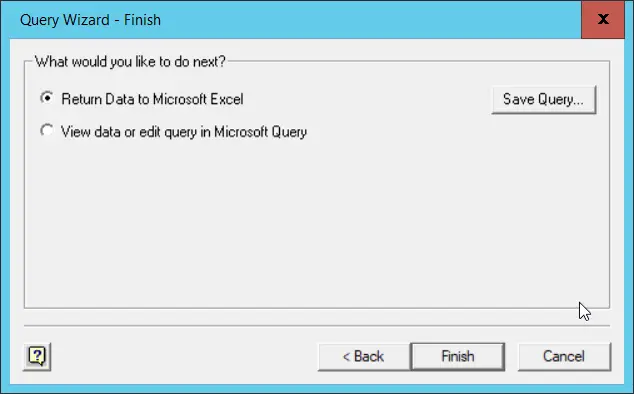 Query Wizard - Finish
x
What would you like to do next?
Return Data to Microsoft Excel
Save Query...
View data or edit query in Microsoft Query
?
< Back
Finish
Cancel